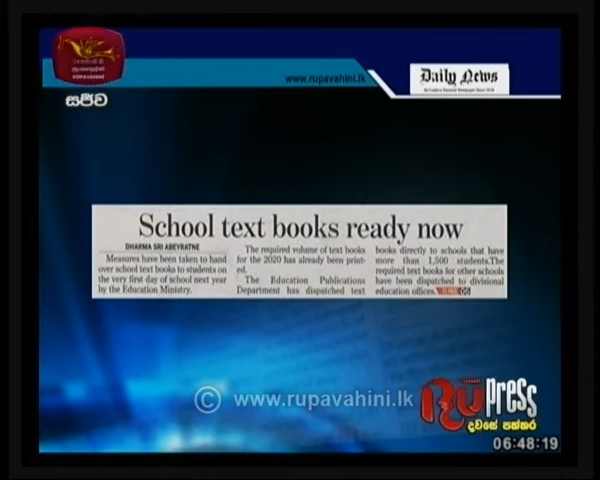 RUPAVAHINI
සජීව
www.rupavahini.lk
Daily News
School text books ready now
DHARMA SRI ABEYRATNE
Measures have been taken to hand
over school text books to students on
the very first day of school next year
by the Education Ministry.
The required volume of text books
for the 2020 has already been print-
ed.
The Education Publications
Department has dispatched text
books directly to schools that have
more than 1,500 students.The
required text books for other schools
have been dispatched to divisional
education offices.
06
© www.rupavahini.lk
රූpress
දවසේ පත්තර
06:48:19